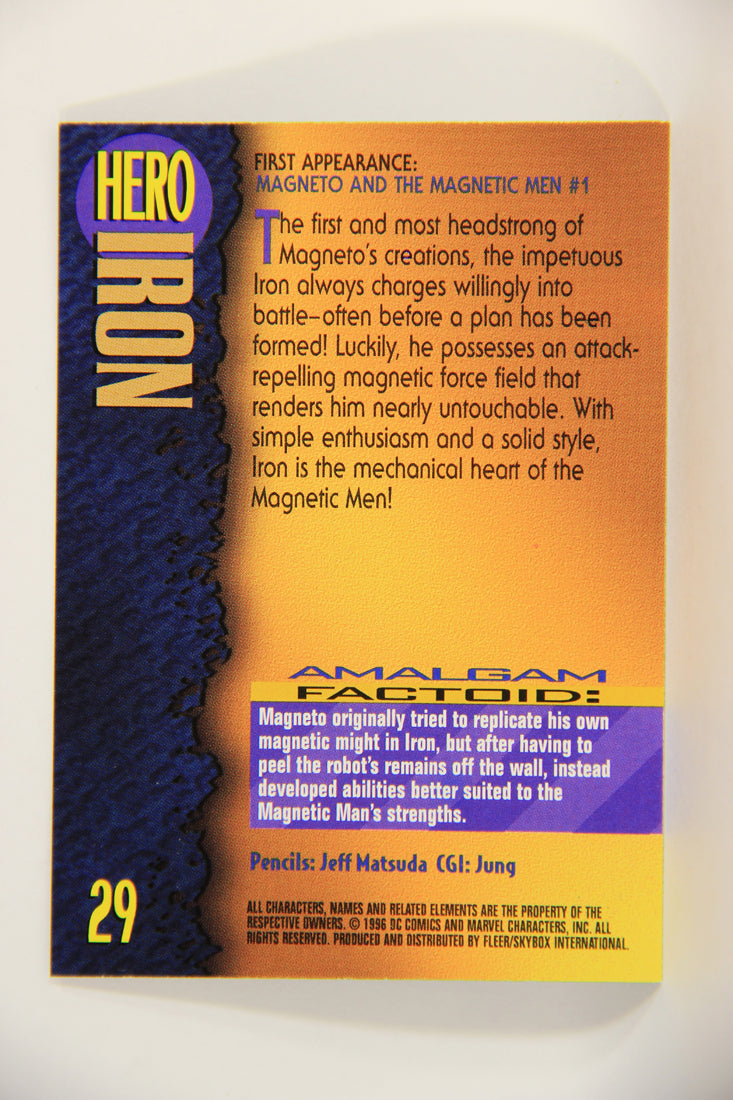 HERO
IRON
FIRST APPEARANCE:
MAGNETO AND THE MAGNETIC MEN #1
The first and most headstrong of
Magneto's creations, the impetuous
Iron always charges willingly into
battle–often before a plan has been
formed! Luckily, he possesses an attack-
repelling magnetic force field that
renders him nearly untouchable. With
simple enthusiasm and a solid style,
Iron is the mechanical heart of the
Magnetic Men!
AMALGAM
FACTOID:
Magneto originally tried to replicate his own
magnetic might in Iron, but after having to
peel the robot's remains off the wall, instead
developed abilities better suited to the
Magnetic Man's strengths.
Pencils: Jeff Matsuda CGI: Jung
29
ALL CHARACTERS, NAMES AND RELATED ELEMENTS ARE THE PROPERTY OF THE
RESPECTIVE OWNERS. © 1996 DC COMICS AND MARVEL CHARACTERS, INC. ALL
RIGHTS RESERVED. PRODUCED AND DISTRIBUTED BY FLEER/SKYBOX INTERNATIONAL.